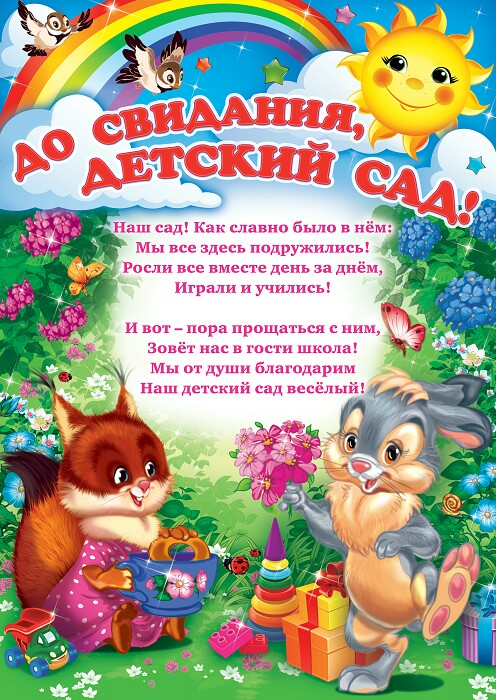 ДО СВИДАНИЯ,
ДЕТСКИЙ САД!
Наш сад! Как славно было в нём:
Мы все здесь подружились!
Росли все вместе день за днём,
Играли и учились!
И вот – пора прощаться с ним,
Зовёт нас в гости школа!
Мы от души благодарим
Наш детский сад весёлый!